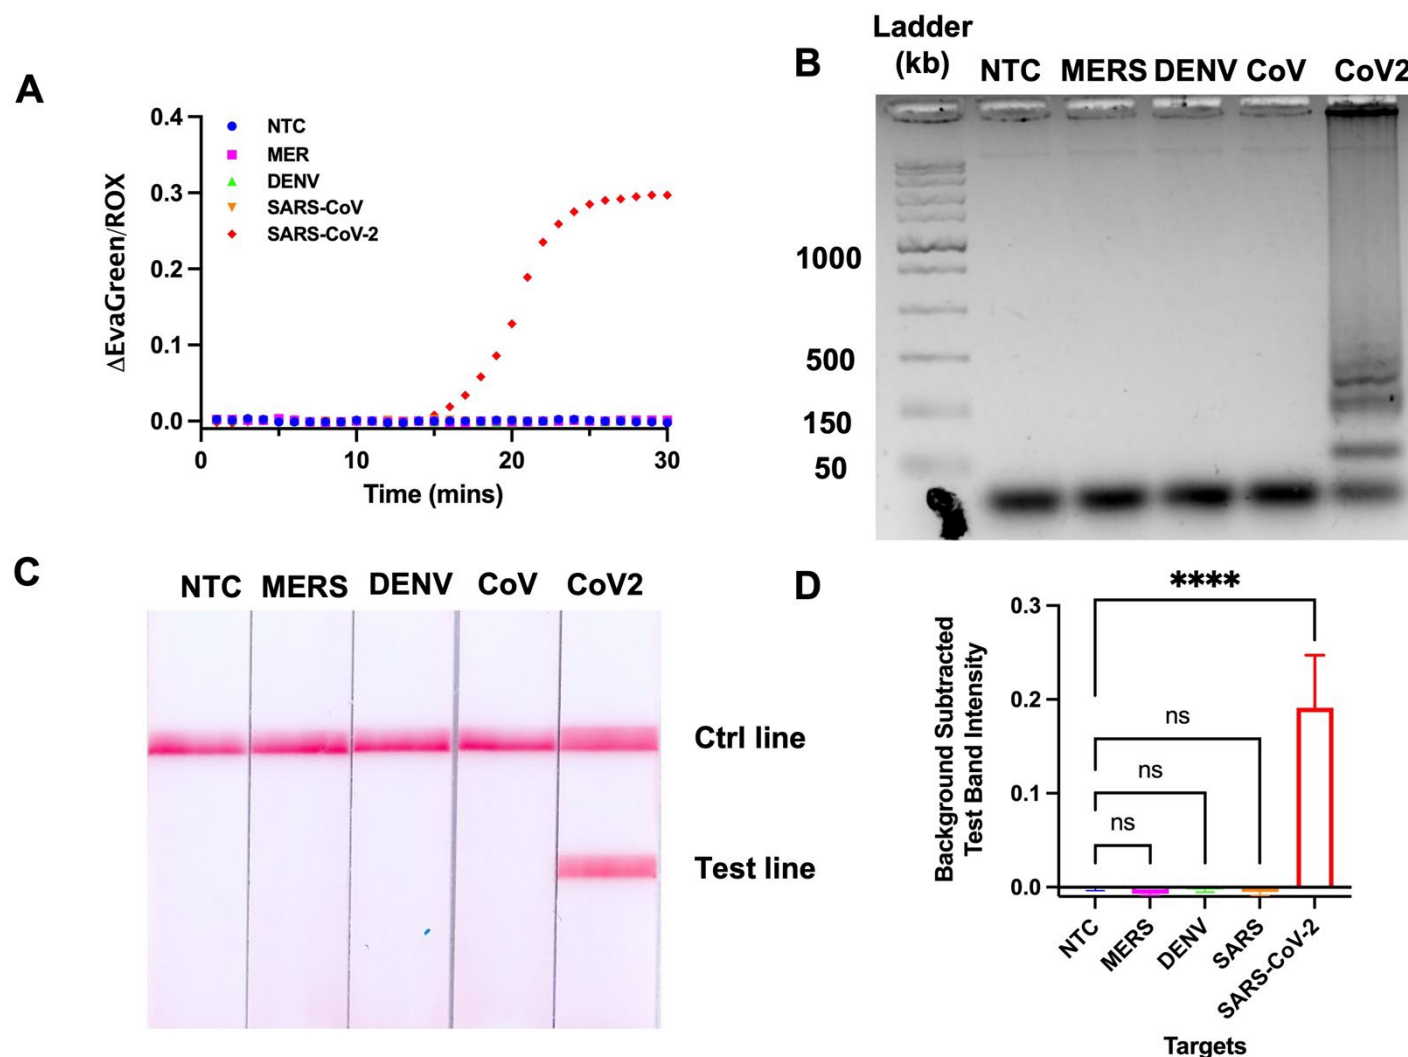 A
0.4
0.3
0.2
0.1
0.0
ΔEvaGreen/ROX
NTC
MER
DENV
SARS-CoV
SARS-CoV-2
0 10 20 30
Time (mins)
B
Ladder
(kb)
NTC MERS DENV CoV CoV2
1000
500
150
50
C
NTC MERS DENV CoV CoV2
Ctrl line
Test line
D
Background Subtracted
Test Band Intensity
0.3
0.2
0.1
0.0
****
ns
ns
ns
NTC
MERS
DENV
SARS
SARS-CoV-2
Targets